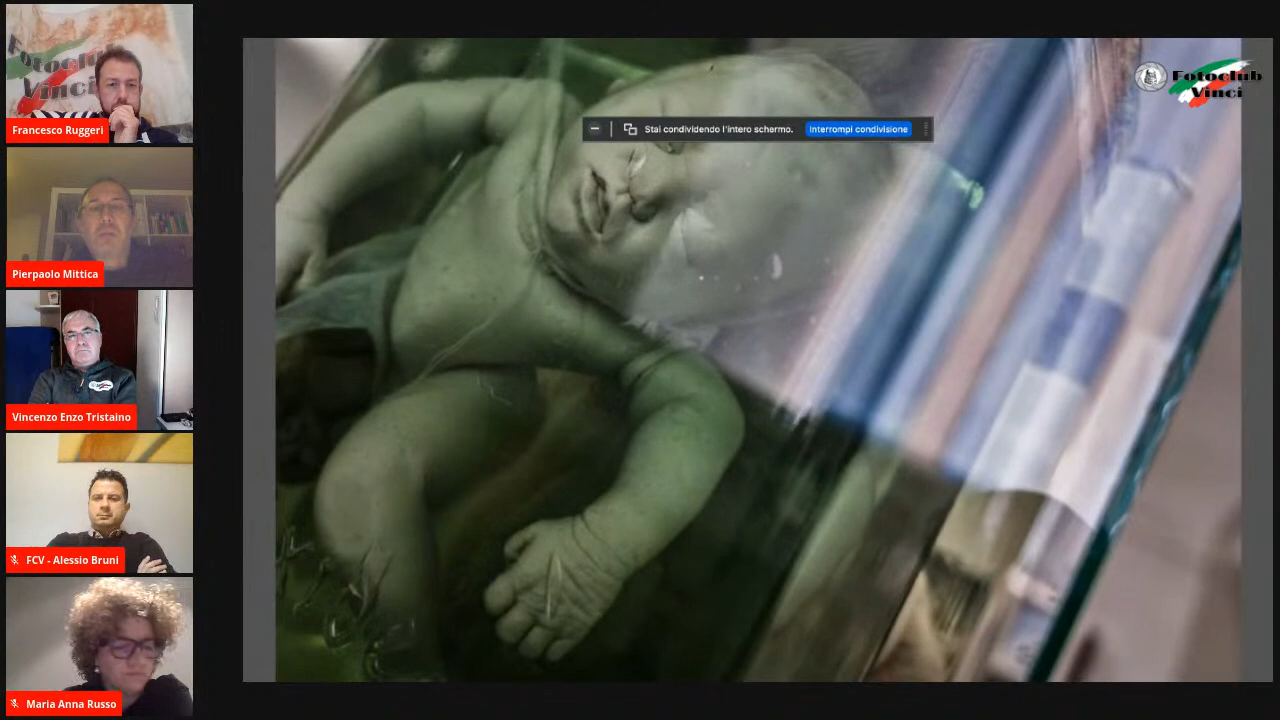 Fotoclub
Vinci
Francesco Ruggeri
Pierpaolo Mittica
Vincenzo Enzo Tristaino
FCV - Alessio Bruni
Maria Anna Russo
Stai condividendo l'intero schermo.
Interrompi condivisione
Fotoclub
Vinci